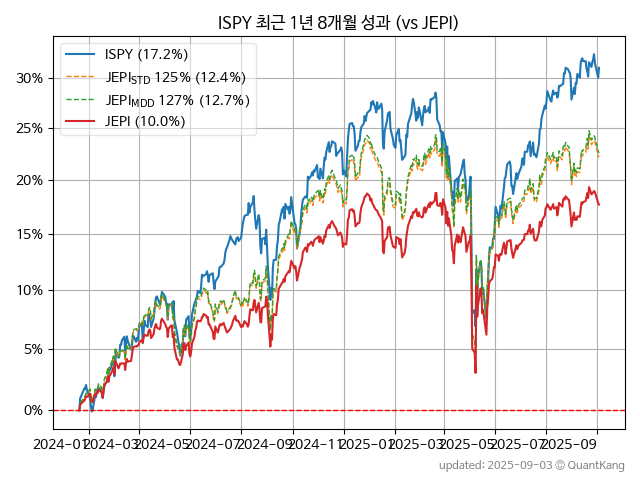 ISPY 최근 1년 8개월 성과 (vs JEPI)
ISPY (17.2%)
JEPI_STD 125% (12.4%)
JEPI_MDD 127% (12.7%)
JEPI (10.0%)
30%
25%
20%
15%
10%
5%
0%
2024-01 2024-03 2024-05 2024-07 2024-09 2024-11 2025-01 2025-03 2025-05 2025-07 2025-09
updated: 2025-09-03 © QuantKang